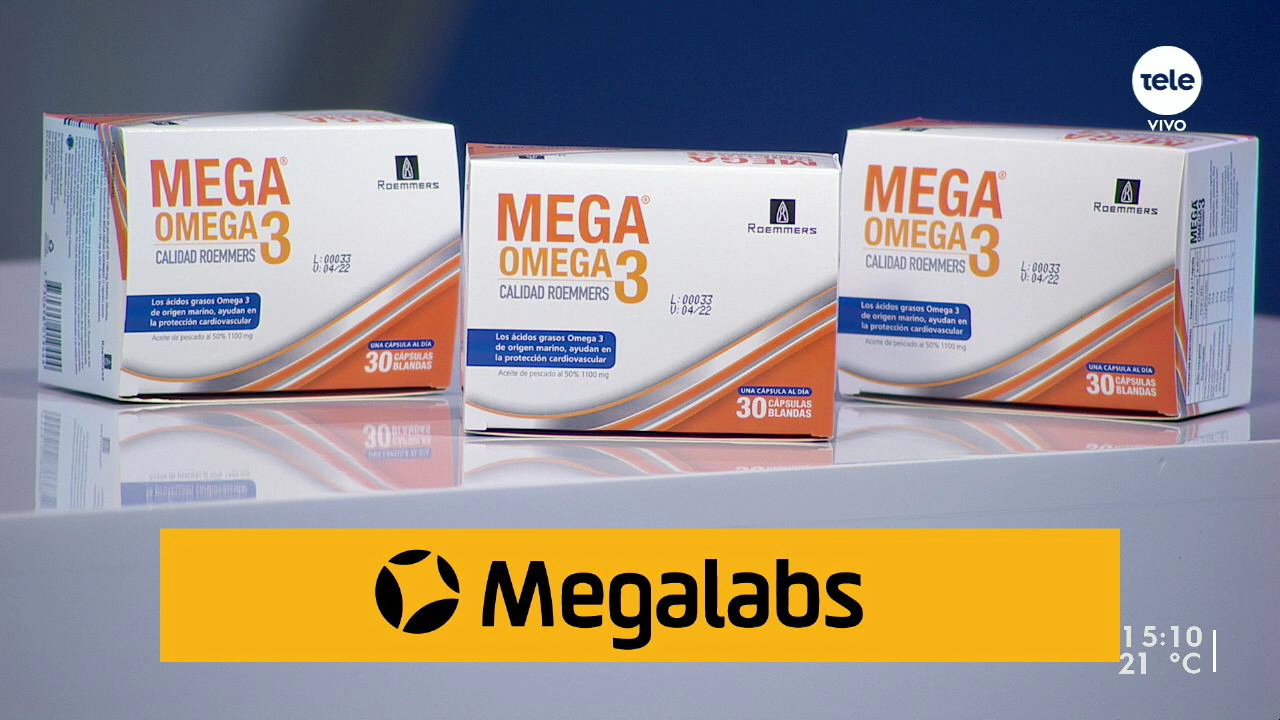 tele
VIVO
MEGA®
OMEGA 3
CALIDAD ROEMMERS
ROEMMERS
L:00033
V:04/22
Los ácidos grasos Omega 3
de origen marino, ayudan en
la protección cardiovascular
Aceite de pescado al 50% 1100 mg
UNA CÁPSULA AL DÍA
30 CÁPSULAS
BLANDAS
MEGA
MEGA®
OMEGA 3
CALIDAD ROEMMERS
ROEMMERS
L:00033
V:04/22
Los ácidos grasos Omega 3
de origen marino, ayudan en
la protección cardiovascular
Aceite de pescado al 50% 1100 mg
UNA CÁPSULA AL DÍA
30 CÁPSULAS
BLANDAS
MEGA®
OMEGA 3
CALIDAD ROEMMERS
ROEMMERS
L:00033
V:04/22
Los ácidos grasos Omega 3
de origen marino, ayudan en
la protección cardiovascular
Aceite de pescado al 50% 1100 mg
UNA CÁPSULA AL DÍA
30 CÁPSULAS
BLANDAS
MEGA
OMEGA 3
Megalabs
15:10
21 °C